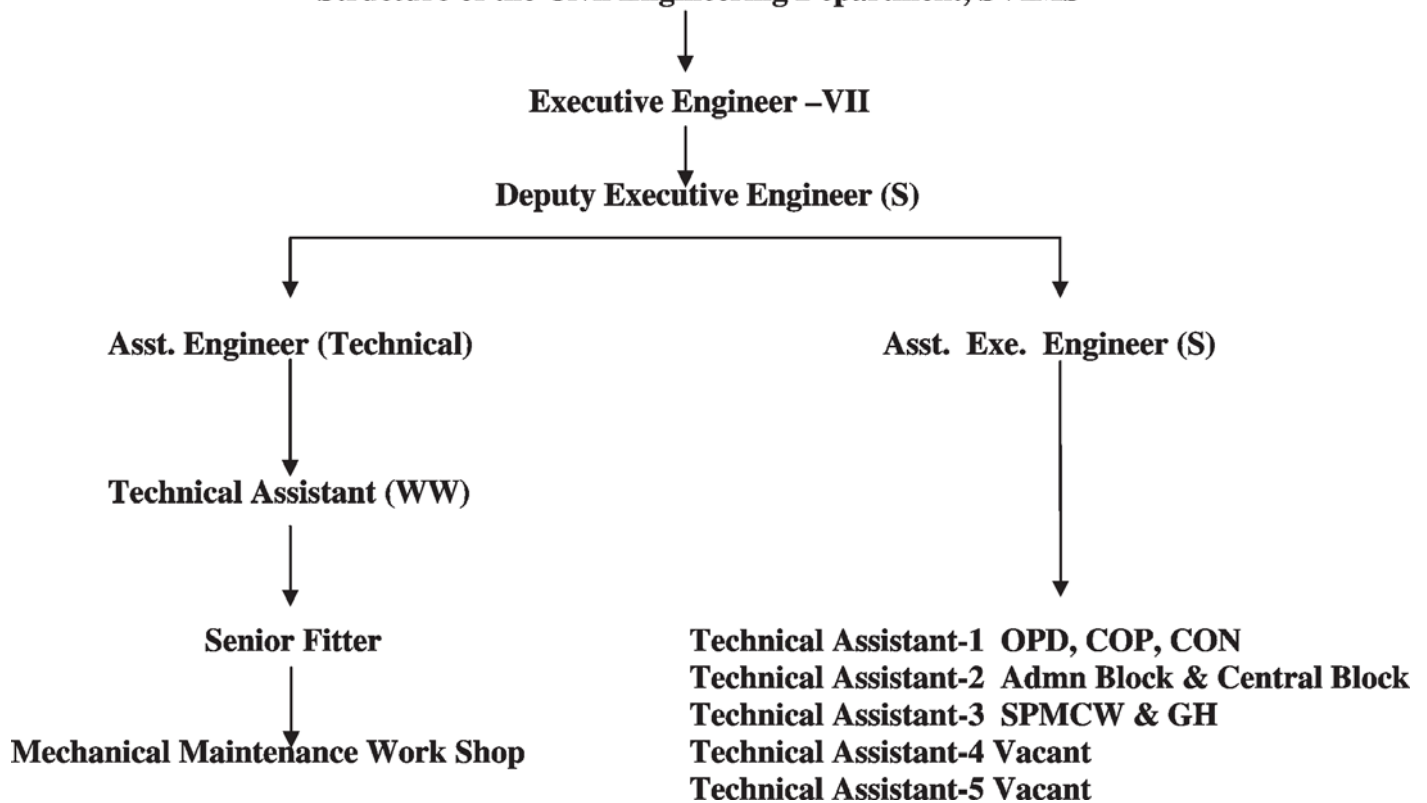 Executive Engineer –VII
Deputy Executive Engineer (S)
Asst. Engineer (Technical)
Asst. Exe. Engineer (S)
Technical Assistant (WW)
Senior Fitter
Mechanical Maintenance Work Shop
Technical Assistant-1 OPD, COP, CON
Technical Assistant-2 Admn Block & Central Block
Technical Assistant-3 SPMCW & GH
Technical Assistant-4 Vacant
Technical Assistant-5 Vacant